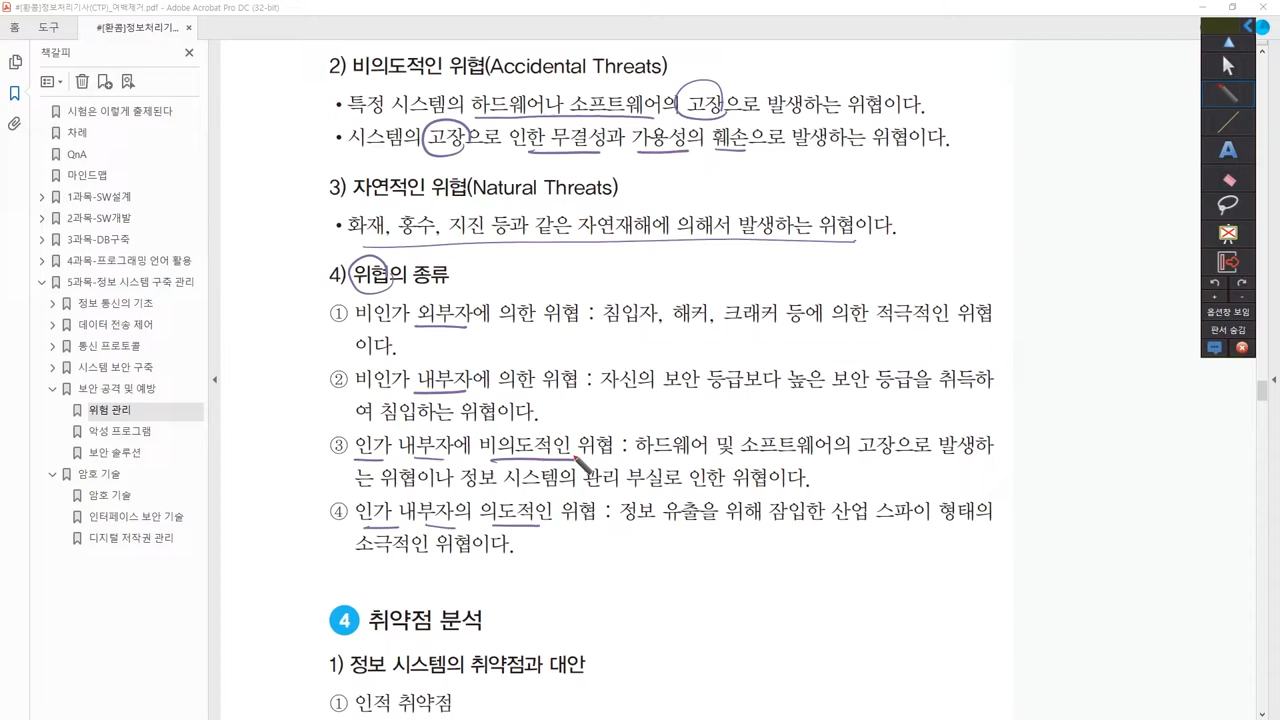 #[환콤]정보처리기사(CTP)_여백제거.pdf - Adobe Acrobat Pro DC (32-bit)
홈 도구 #[환콤]정보처리기... ×
책갈피 ×
시험은 이렇게 출제된다
차례
QnA
마인드맵
1과목-SW설계
2과목-SW개발
3과목-DB구축
4과목-프로그래밍 언어 활용
5과목-정보 시스템 구축 관리
정보 통신의 기초
데이터 전송 제어
통신 프로토콜
시스템 보안 구축
보안 공격 및 예방
위험 관리
악성 프로그램
보안 솔루션
암호 기술
암호 기술
인터페이스 보안 기술
디지털 저작권 관리
2) 비의도적인 위협(Accidental Threats)
• 특정 시스템의 하드웨어나 소프트웨어의 고장으로 발생하는 위협이다.
• 시스템의 고장으로 인한 무결성과 가용성의 훼손으로 발생하는 위협이다.
3) 자연적인 위협(Natural Threats)
• 화재, 홍수, 지진 등과 같은 자연재해에 의해서 발생하는 위협이다.
4) 위협의 종류
① 비인가 외부자에 의한 위협 : 침입자, 해커, 크래커 등에 의한 적극적인 위협
이다.
② 비인가 내부자에 의한 위협 : 자신의 보안 등급보다 높은 보안 등급을 취득하
여 침입하는 위협이다.
③ 인가 내부자에 비의도적인 위협 : 하드웨어 및 소프트웨어의 고장으로 발생하
는 위협이나 정보 시스템의 관리 부실로 인한 위협이다.
④ 인가 내부자의 의도적인 위협 : 정보 유출을 위해 잠입한 산업 스파이 형태의
소극적인 위협이다.
4 취약점 분석
1) 정보 시스템의 취약점과 대안
① 인적 취약점
A
+ -
옵션창 보임
판서 숨김